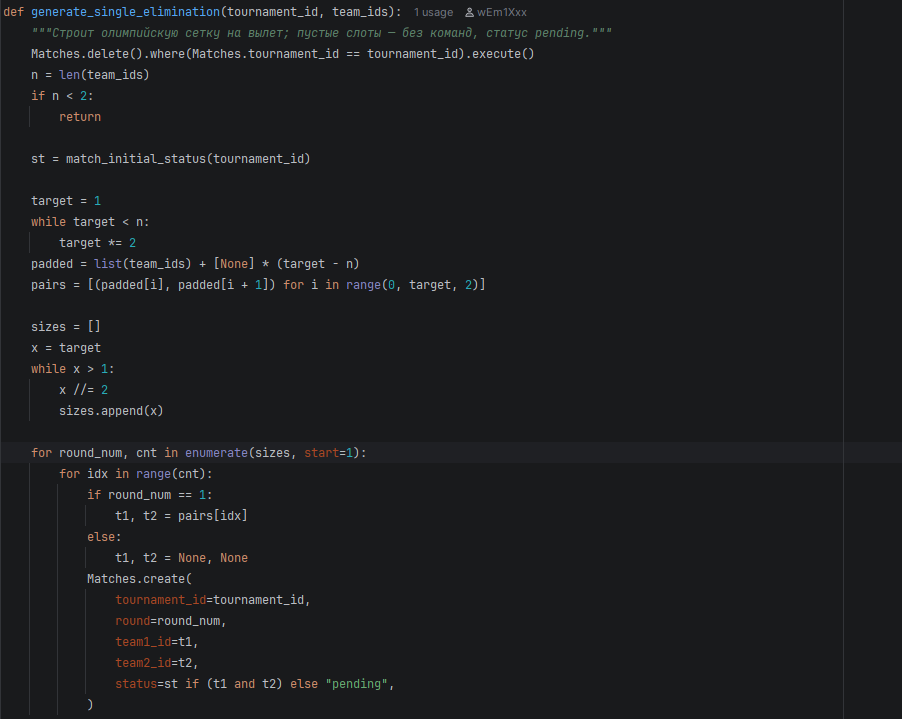 def generate_single_elimination(tournament_id, team_ids): 1 usage wEm1Xxx
    """Строит олимпийскую сетку на вылет; пустые слоты — без команд, статус pending."""
    Matches.delete().where(Matches.tournament_id == tournament_id).execute()
    n = len(team_ids)
    if n < 2:
        return

    st = match_initial_status(tournament_id)

    target = 1
    while target < n:
        target *= 2
    padded = list(team_ids) + [None] * (target - n)
    pairs = [(padded[i], padded[i + 1]) for i in range(0, target, 2)]

    sizes = []
    x = target
    while x > 1:
        x //= 2
        sizes.append(x)

    for round_num, cnt in enumerate(sizes, start=1):
        for idx in range(cnt):
            if round_num == 1:
                t1, t2 = pairs[idx]
            else:
                t1, t2 = None, None
            Matches.create(
                tournament_id=tournament_id,
                round=round_num,
                team1_id=t1,
                team2_id=t2,
                status=st if (t1 and t2) else "pending",
            )